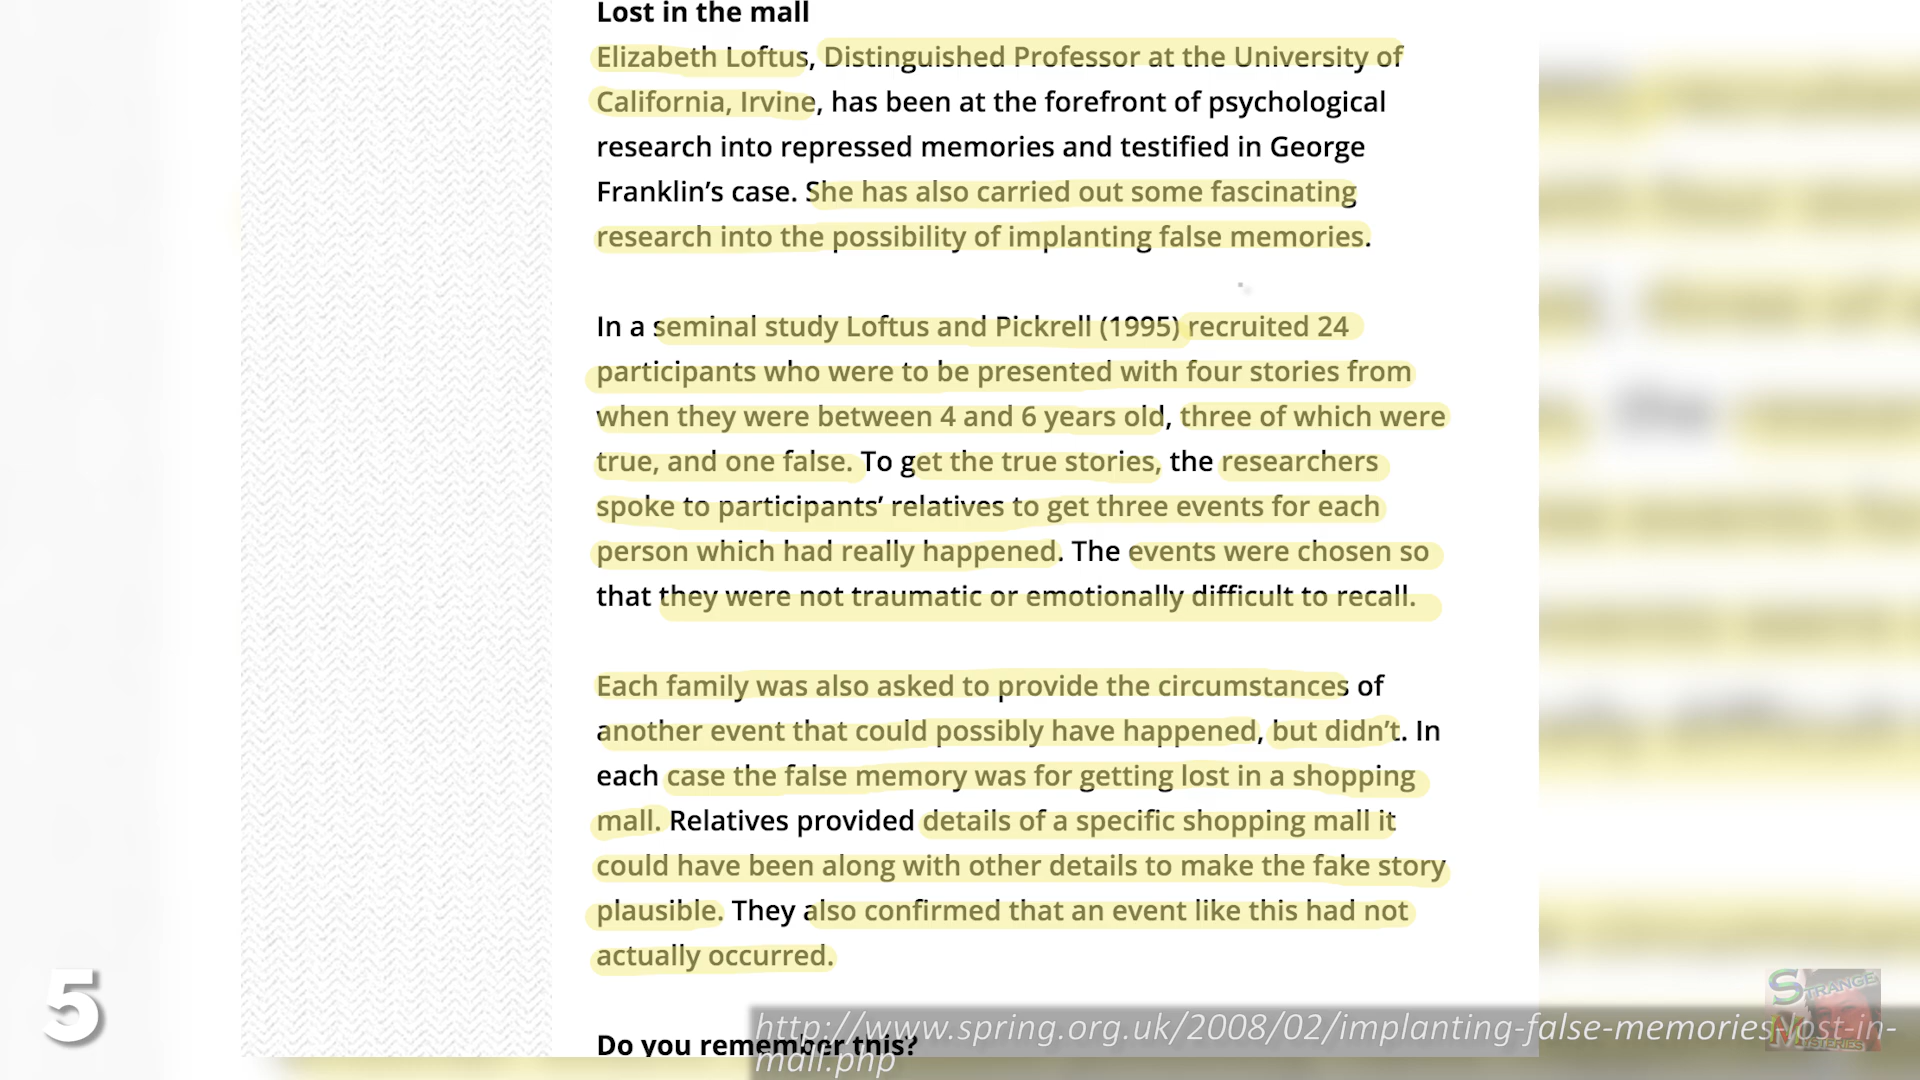 Lost in the mall
Elizabeth Loftus, Distinguished Professor at the University of
California, Irvine, has been at the forefront of psychological
research into repressed memories and testified in George
Franklin’s case. She has also carried out some fascinating
research into the possibility of implanting false memories.
In a seminal study Loftus and Pickrell (1995) recruited 24
participants who were to be presented with four stories from
when they were between 4 and 6 years old, three of which were
true, and one false. To get the true stories, the researchers
spoke to participants’ relatives to get three events for each
person which had really happened. The events were chosen so
that they were not traumatic or emotionally difficult to recall.
Each family was also asked to provide the circumstances of
another event that could possibly have happened, but didn’t. In
each case the false memory was for getting lost in a shopping
mall. Relatives provided details of a specific shopping mall it
could have been along with other details to make the fake story
plausible. They also confirmed that an event like this had not
actually occurred.
Do you remember this?
5
http://www.spring.org.uk/2008/02/implanting-false-memories-lost-in-
mall.php
STRANGE
MYSTERIES